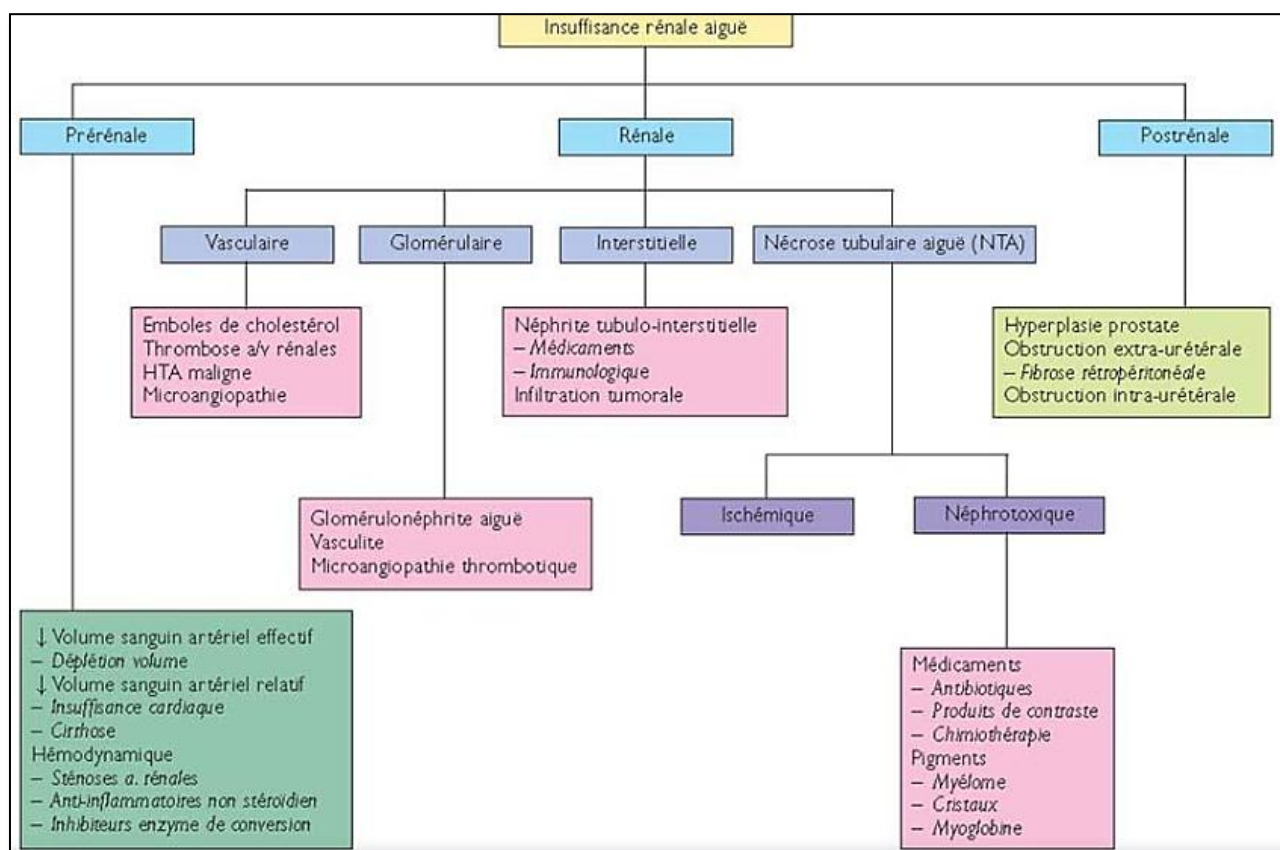 Insuffisance rénale aiguë
Prérénale
Rénale
Postrénale
Vasculaire
Glomérulaire
Interstitielle
Nécrose tubulaire aiguë (NTA)
Emboles de cholestérol
Thrombose a/v rénales
HTA maligne
Microangiopathie
Néphrite tubulo-interstitielle
– Médicaments
– Immunologique
Infiltration tumorale
Hyperplasie prostate
Obstruction extra-urétérale
– Fibrose rétropéritonéale
Obstruction intra-urétérale
Glomérulonéphrite aiguë
Vasculite
Microangiopathie thrombotique
Ischémique
Néphrotoxique
↓ Volume sanguin artériel effectif
– Déplétion volume
↓ Volume sanguin artériel relatif
– Insuffisance cardiaque
– Cirrhose
Hémodynamique
– Sténoses a. rénales
– Anti-inflammatoires non stéroïdien
– Inhibiteurs enzyme de conversion
Médicaments
– Antibiotiques
– Produits de contraste
– Chimiothérapie
Pigments
– Myélome
– Cristaux
– Myoglobine